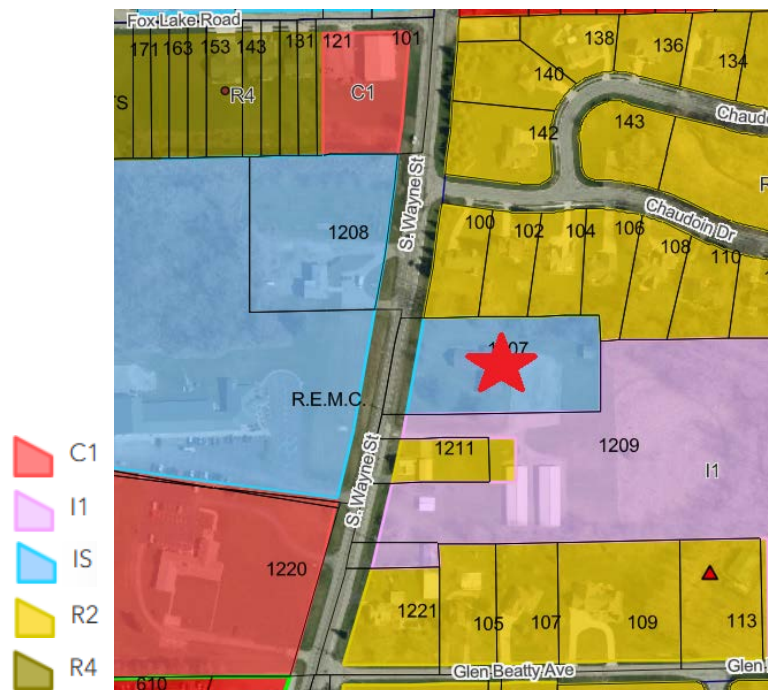 Fox Lake Road
171 163 153 143 131 121 101
R4
C1
138 136 134
140
142 143
Chaudoin Dr
S. Wayne St
1208
100 102 104 106 108 110
R.E.M.C.
1211
1209
I1
S. Wayne St
1220
1221 105 107 109 113
Glen Beatty Ave
Glen
610
C1
I1
IS
R2
R4